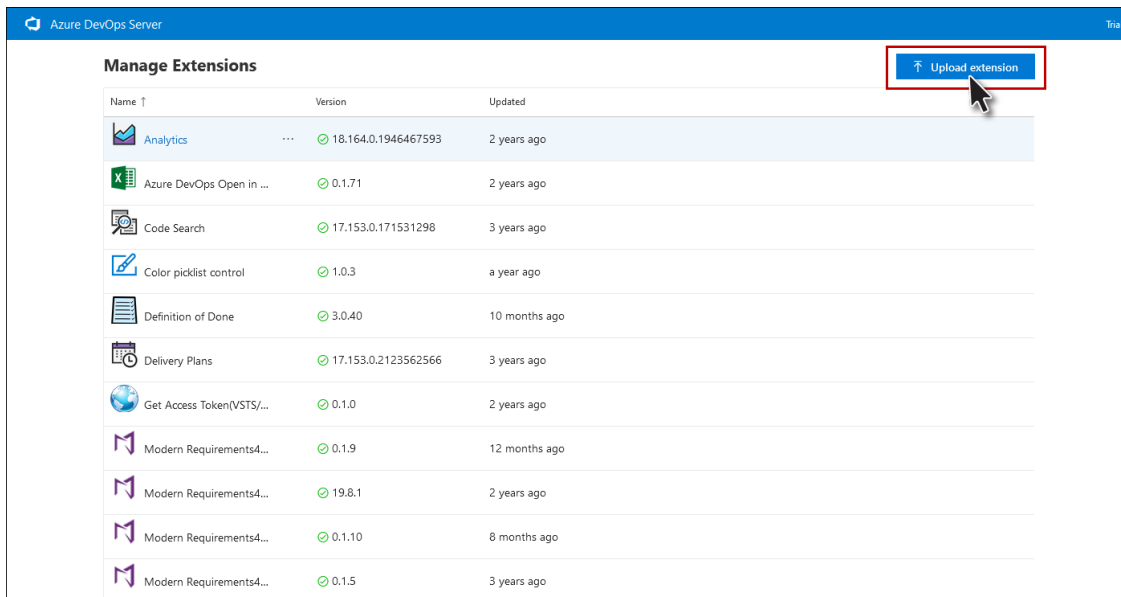 Azure DevOps Server
Tria
Manage Extensions
Upload extension
Name ↑ Version Updated
Analytics ... 18.164.0.1946467593 2 years ago
Azure DevOps Open in ... 0.1.71 2 years ago
Code Search 17.153.0.171531298 3 years ago
Color picklist control 1.0.3 a year ago
Definition of Done 3.0.40 10 months ago
Delivery Plans 17.153.0.2123562566 3 years ago
Get Access Token(VSTS/... 0.1.0 2 years ago
Modern Requirements4... 0.1.9 12 months ago
Modern Requirements4... 19.8.1 2 years ago
Modern Requirements4... 0.1.10 8 months ago
Modern Requirements4... 0.1.5 3 years ago